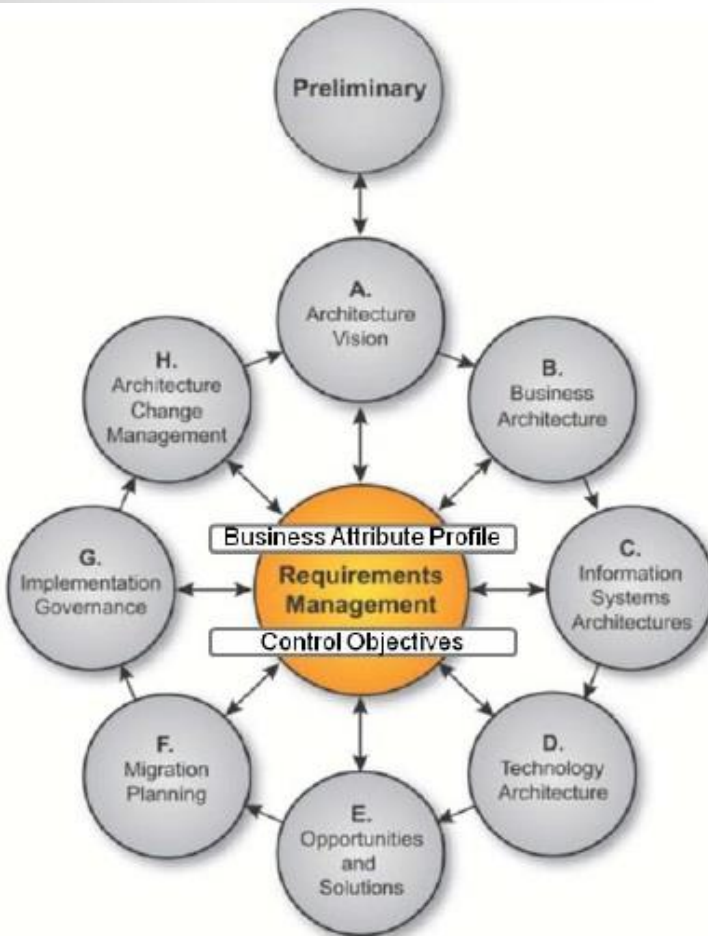 Preliminary
A.
Architecture
Vision
B.
Business
Architecture
C.
Information
Systems
Architectures
D.
Technology
Architecture
E.
Opportunities
and
Solutions
F.
Migration
Planning
G.
Implementation
Governance
H.
Architecture
Change
Management
Business Attribute Profile
Requirements
Management
Control Objectives